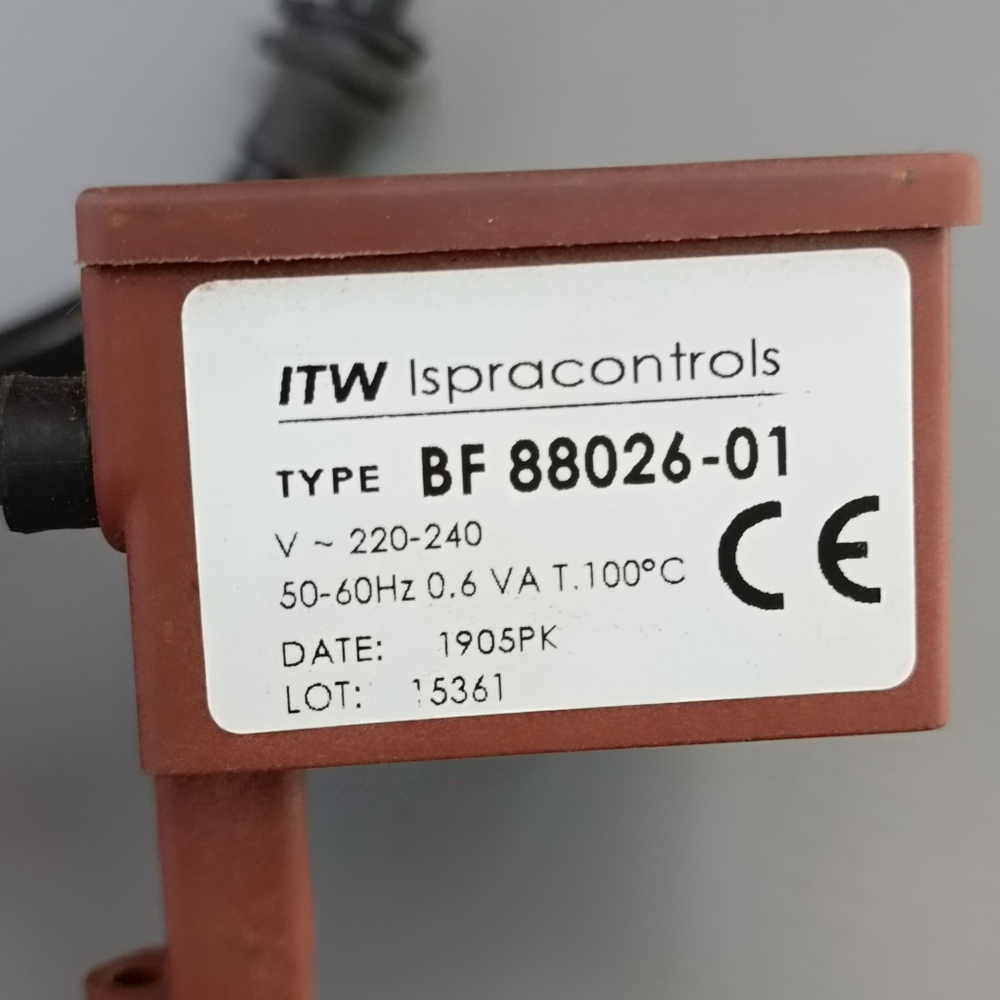 ITW Ispracontrols
TYPE BF 88026-01
V ~ 220-240
50-60Hz 0.6 VA T.100°C
CE
DATE: 1905PK
LOT: 15361